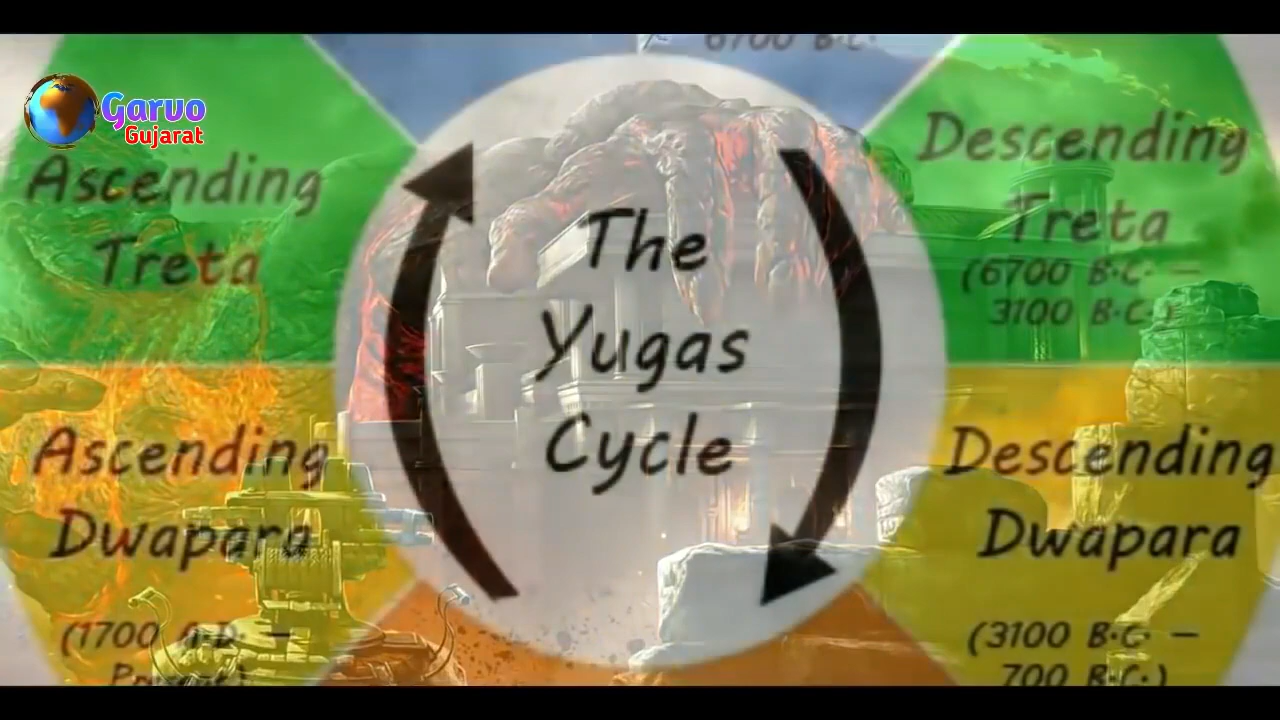 6700 B.C.
Garvo
Gujarat
Ascending
Treta
Descending
Treta
(6700 B.C. —
3100 B.C.)
The
Yugas
Cycle
Ascending
Dwapara
(1700 A.D. —
Present)
Descending
Dwapara
(3100 B.C. —
700 B.C.)